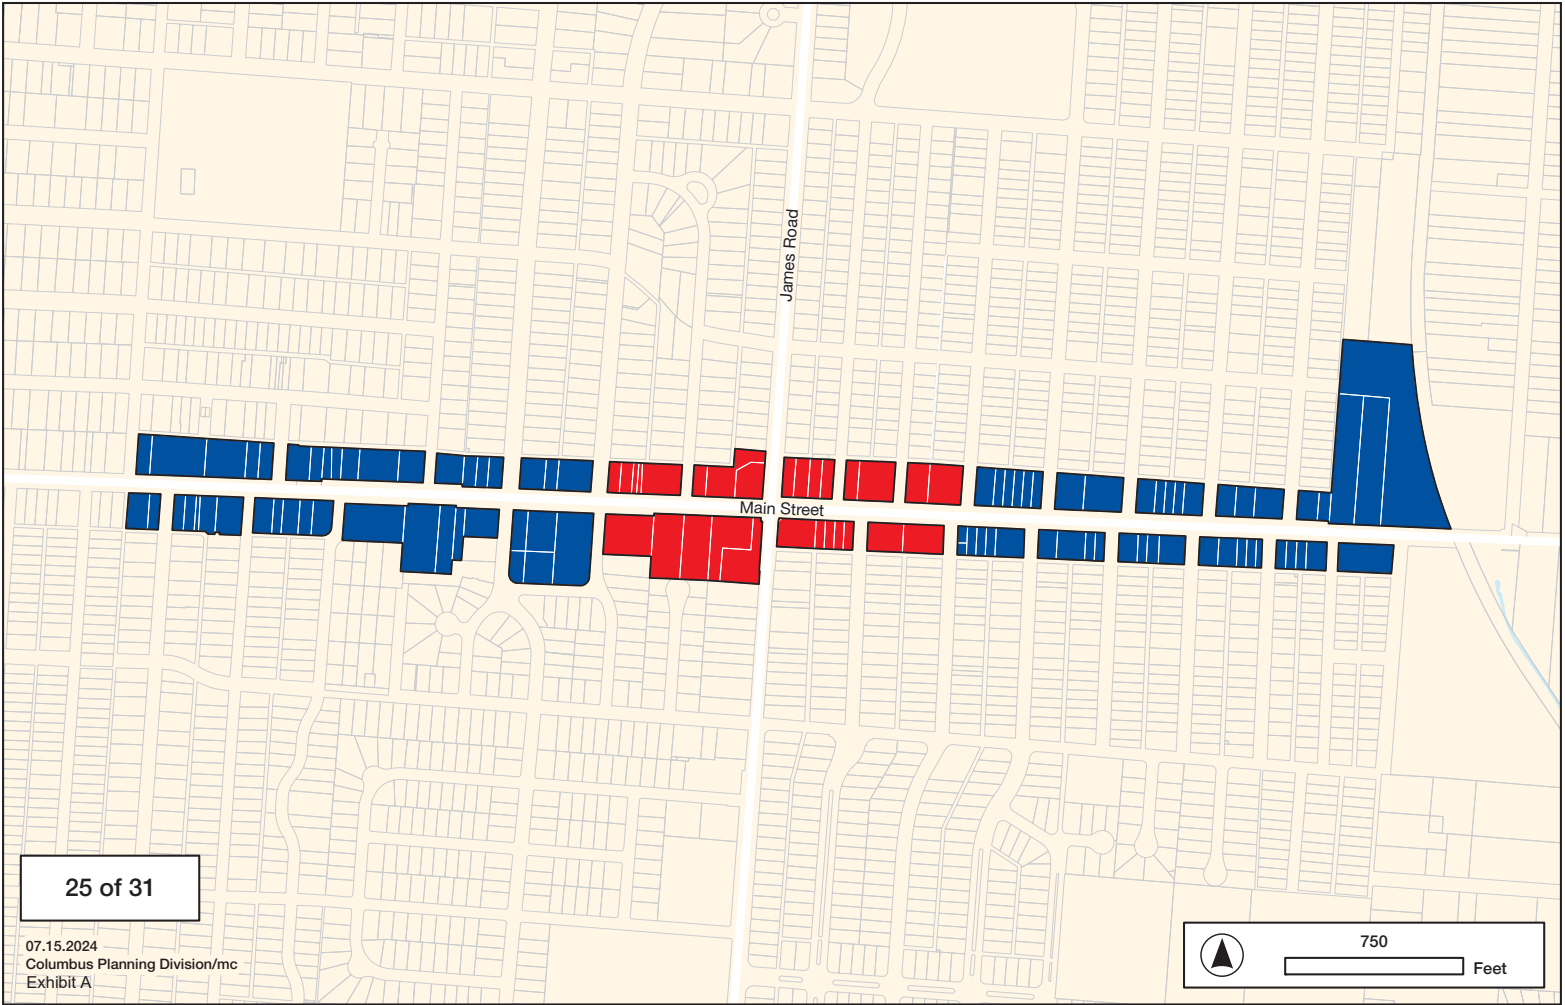 James Road
Main Street
25 of 31
07.15.2024
Columbus Planning Division/mc
Exhibit A
750
Feet